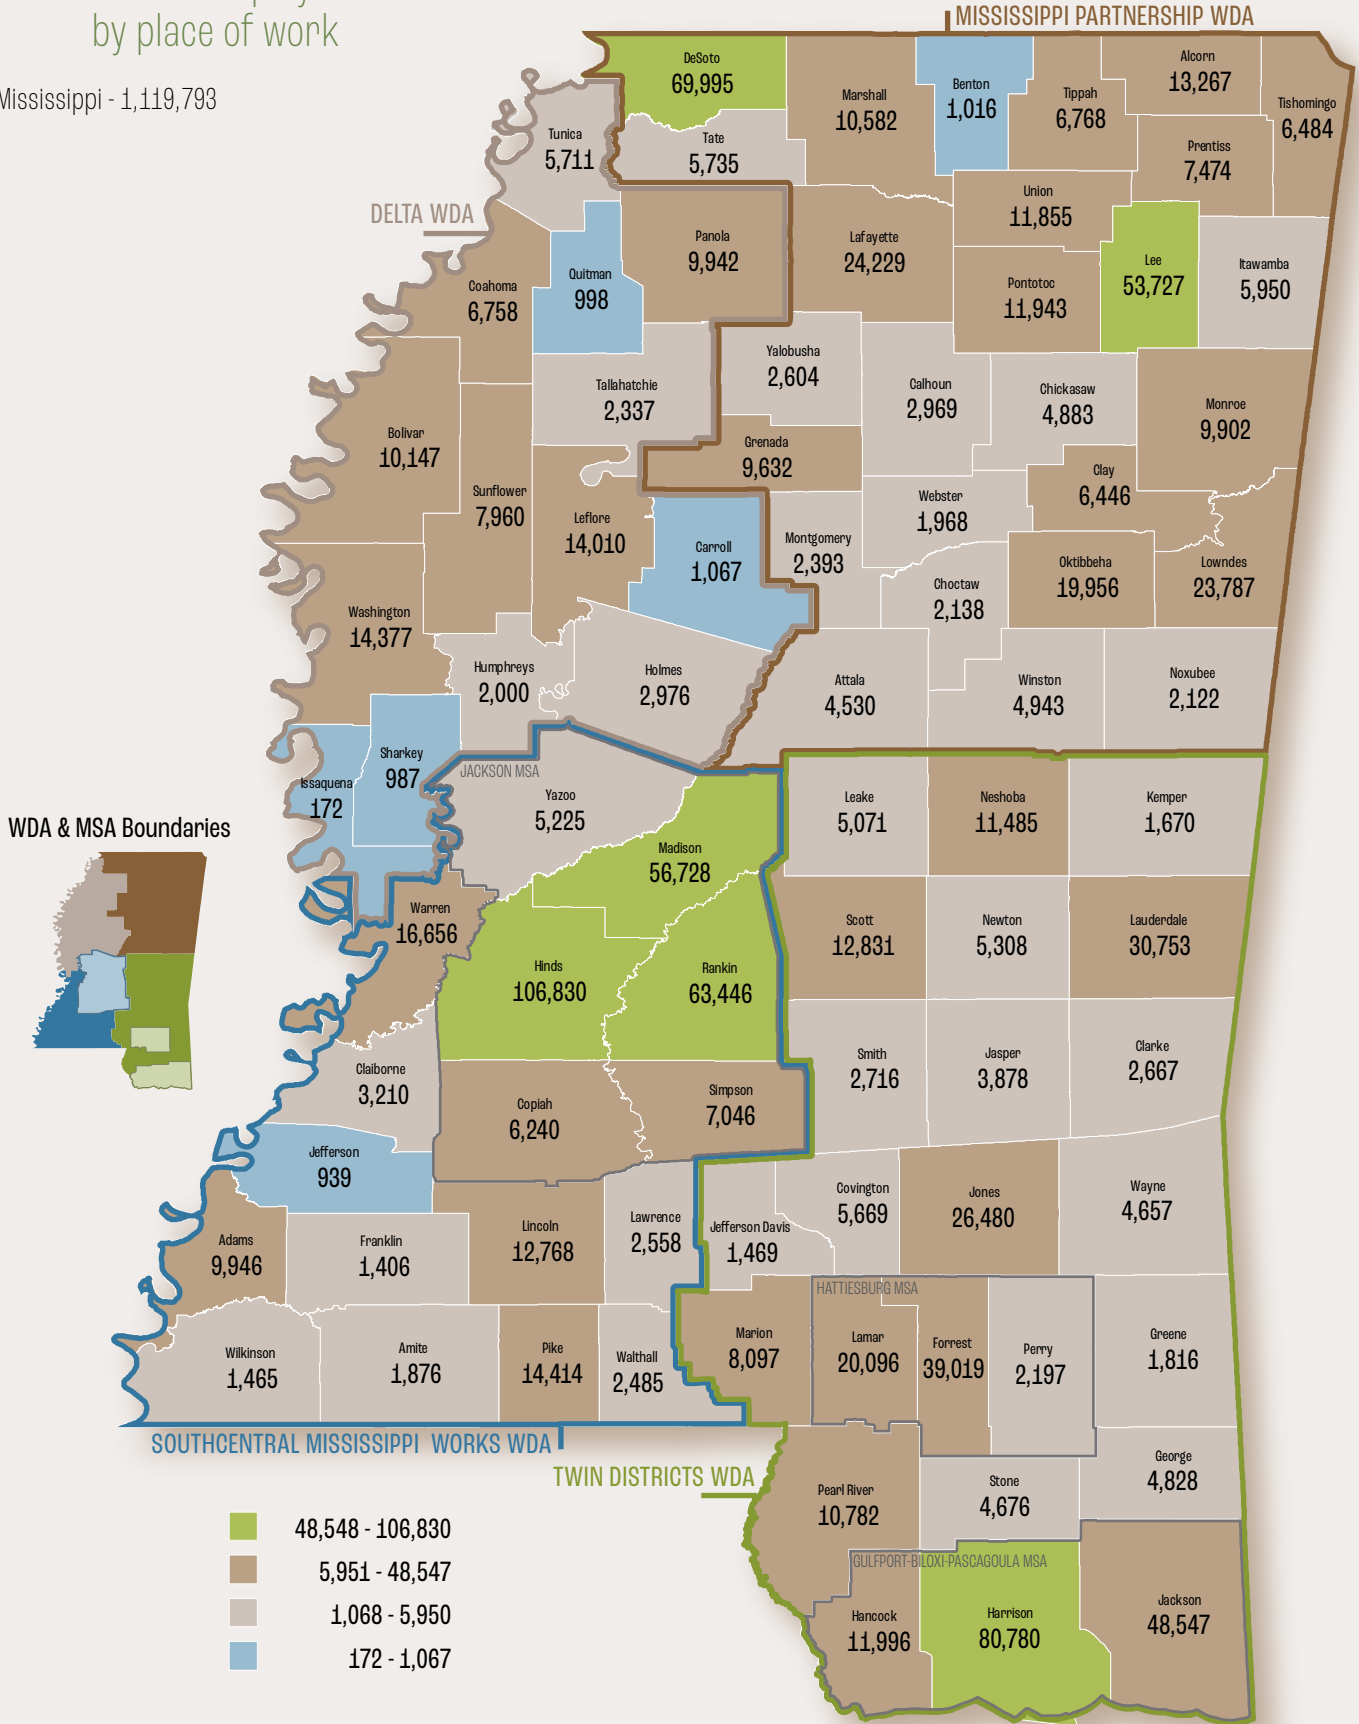 by place of work
Mississippi - 1,119,793
MISSISSIPPI PARTNERSHIP WDA
DeSoto
69,995
Marshall
10,582
Benton
1,016
Tippah
6,768
Alcorn
13,267
Tishomingo
6,484
Tunica
5,711
Tate
5,735
Prentiss
7,474
DELTA WDA
Union
11,855
Panola
9,942
Lafayette
24,229
Lee
53,727
Itawamba
5,950
Coahoma
6,758
Quitman
998
Pontotoc
11,943
Tallahatchie
2,337
Yalobusha
2,604
Calhoun
2,969
Chickasaw
4,883
Monroe
9,902
Bolivar
10,147
Grenada
9,632
Clay
6,446
Sunflower
7,960
Leflore
14,010
Webster
1,968
Carroll
1,067
Montgomery
2,393
Choctaw
2,138
Oktibbeha
19,956
Lowndes
23,787
Washington
14,377
Humphreys
2,000
Holmes
2,976
Attala
4,530
Winston
4,943
Noxubee
2,122
Sharkey
987
Issaquena
172
JACKSON MSA
Yazoo
5,225
Leake
5,071
Neshoba
11,485
Kemper
1,670
WDA & MSA Boundaries
Madison
56,728
Warren
16,656
Scott
12,831
Newton
5,308
Lauderdale
30,753
Hinds
106,830
Rankin
63,446
Claiborne
3,210
Smith
2,716
Jasper
3,878
Clarke
2,667
Copiah
6,240
Simpson
7,046
Jefferson
939
Covington
5,669
Jones
26,480
Wayne
4,657
Adams
9,946
Franklin
1,406
Lincoln
12,768
Lawrence
2,558
Jefferson Davis
1,469
HATTIESBURG MSA
Wilkinson
1,465
Amite
1,876
Pike
14,414
Walthall
2,485
Marion
8,097
Lamar
20,096
Forrest
39,019
Perry
2,197
Greene
1,816
SOUTHCENTRAL MISSISSIPPI WORKS WDA
TWIN DISTRICTS WDA
Pearl River
10,782
Stone
4,676
George
4,828
GULFPORT-BILOXI-PASCAGOULA MSA
Hancock
11,996
Harrison
80,780
Jackson
48,547
48,548 - 106,830
5,951 - 48,547
1,068 - 5,950
172 - 1,067